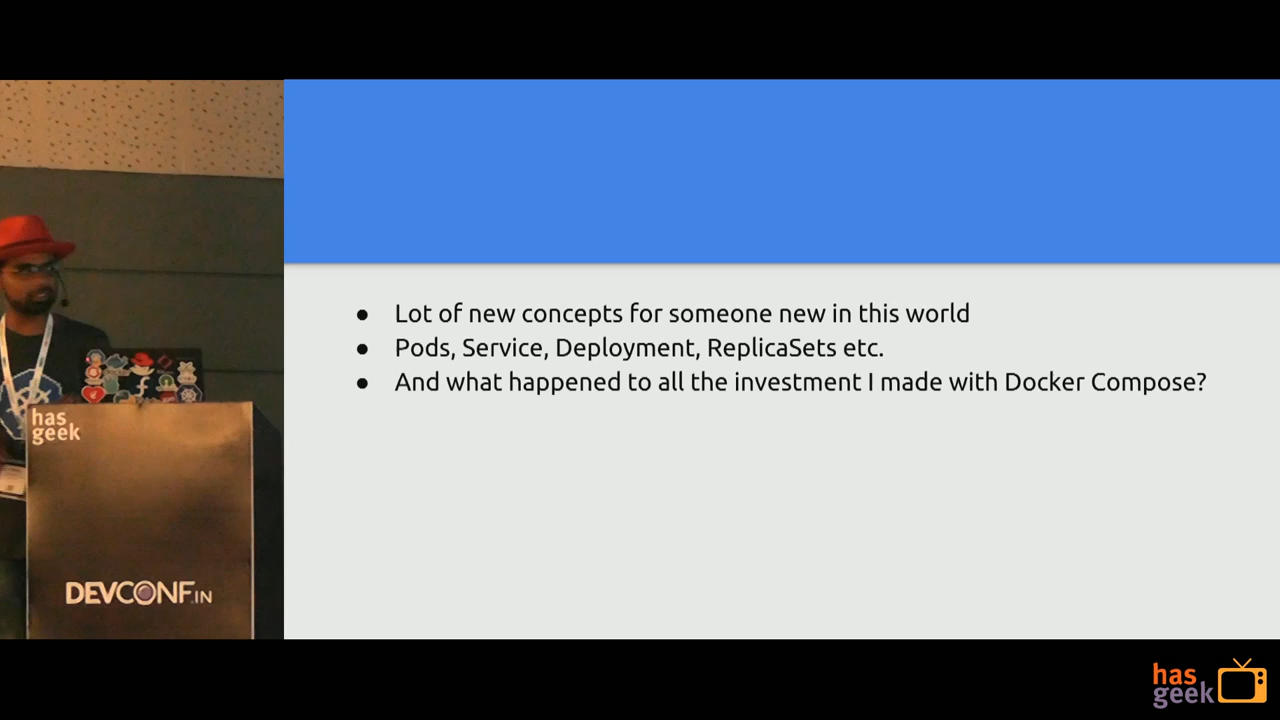 ● Lot of new concepts for someone new in this world
● Pods, Service, Deployment, ReplicaSets etc.
● And what happened to all the investment I made with Docker Compose?
has
geek
DEVCONF.IN
has
geek